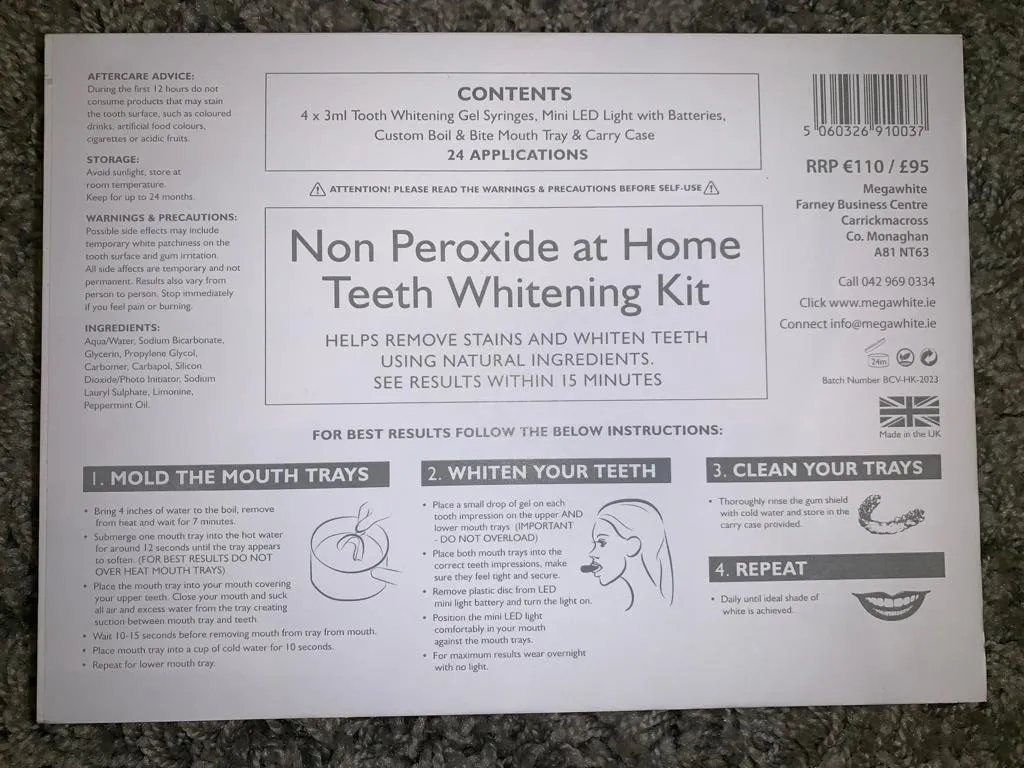 AFTERCARE ADVICE:
During the first 12 hours do not
consume products that may stain
the tooth surface, such as coloured
drinks, artificial food colours,
cigarettes or acidic fruits.
STORAGE:
Avoid sunlight, store at
room temperature.
Keep for up to 24 months.
WARNINGS & PRECAUTIONS:
Possible side effects may include
temporary white patchiness on the
tooth surface and gum irritation.
All side affects are temporary and not
permanent. Results also vary from
person to person. Stop immediately
if you feel pain or burning.
INGREDIENTS:
Aqua/Water, Sodium Bicarbonate,
Glycerin, Propylene Glycol,
Carbomer, Carbapol, Silicon
Dioxide/Photo Initiator, Sodium
Lauryl Sulphate, Limonine,
Peppermint Oil.
CONTENTS
4 x 3ml Tooth Whitening Gel Syringes, Mini LED Light with Batteries,
Custom Boil & Bite Mouth Tray & Carry Case
24 APPLICATIONS
ATTENTION! PLEASE READ THE WARNINGS & PRECAUTIONS BEFORE SELF-USE
Non Peroxide at Home
Teeth Whitening Kit
HELPS REMOVE STAINS AND WHITEN TEETH
USING NATURAL INGREDIENTS.
SEE RESULTS WITHIN 15 MINUTES
5 060326 910037
RRP €110 / £95
Megawhite
Farney Business Centre
Carrickmacross
Co. Monaghan
A81 NT63
Call 042 969 0334
Click www.megawhite.ie
Connect info@megawhite.ie
24m
Batch Number BCV-HK-2023
Made in the UK
FOR BEST RESULTS FOLLOW THE BELOW INSTRUCTIONS:
1. MOLD THE MOUTH TRAYS
• Bring 4 inches of water to the boil, remove
from heat and wait for 7 minutes.
• Submerge one mouth tray into the hot water
for around 12 seconds until the tray appears
to soften. (FOR BEST RESULTS DO NOT
OVER HEAT MOUTH TRAYS)
• Place the mouth tray into your mouth covering
your upper teeth. Close your mouth and suck
all air and excess water from the tray creating
suction between mouth tray and teeth.
• Wait 10-15 seconds before removing mouth from tray from mouth.
• Place mouth tray into a cup of cold water for 10 seconds.
• Repeat for lower mouth tray.
2. WHITEN YOUR TEETH
• Place a small drop of gel on each
tooth impression on the upper AND
lower mouth trays (IMPORTANT
- DO NOT OVERLOAD)
• Place both mouth trays into the
correct teeth impressions, make
sure they feel tight and secure.
• Remove plastic disc from LED
mini light battery and turn the light on.
• Position the mini LED light
comfortably in your mouth
against the mouth trays.
• For maximum results wear overnight
with no light.
3. CLEAN YOUR TRAYS
• Thoroughly rinse the gum shield
with cold water and store in the
carry case provided.
4. REPEAT
• Daily until ideal shade of
white is achieved.